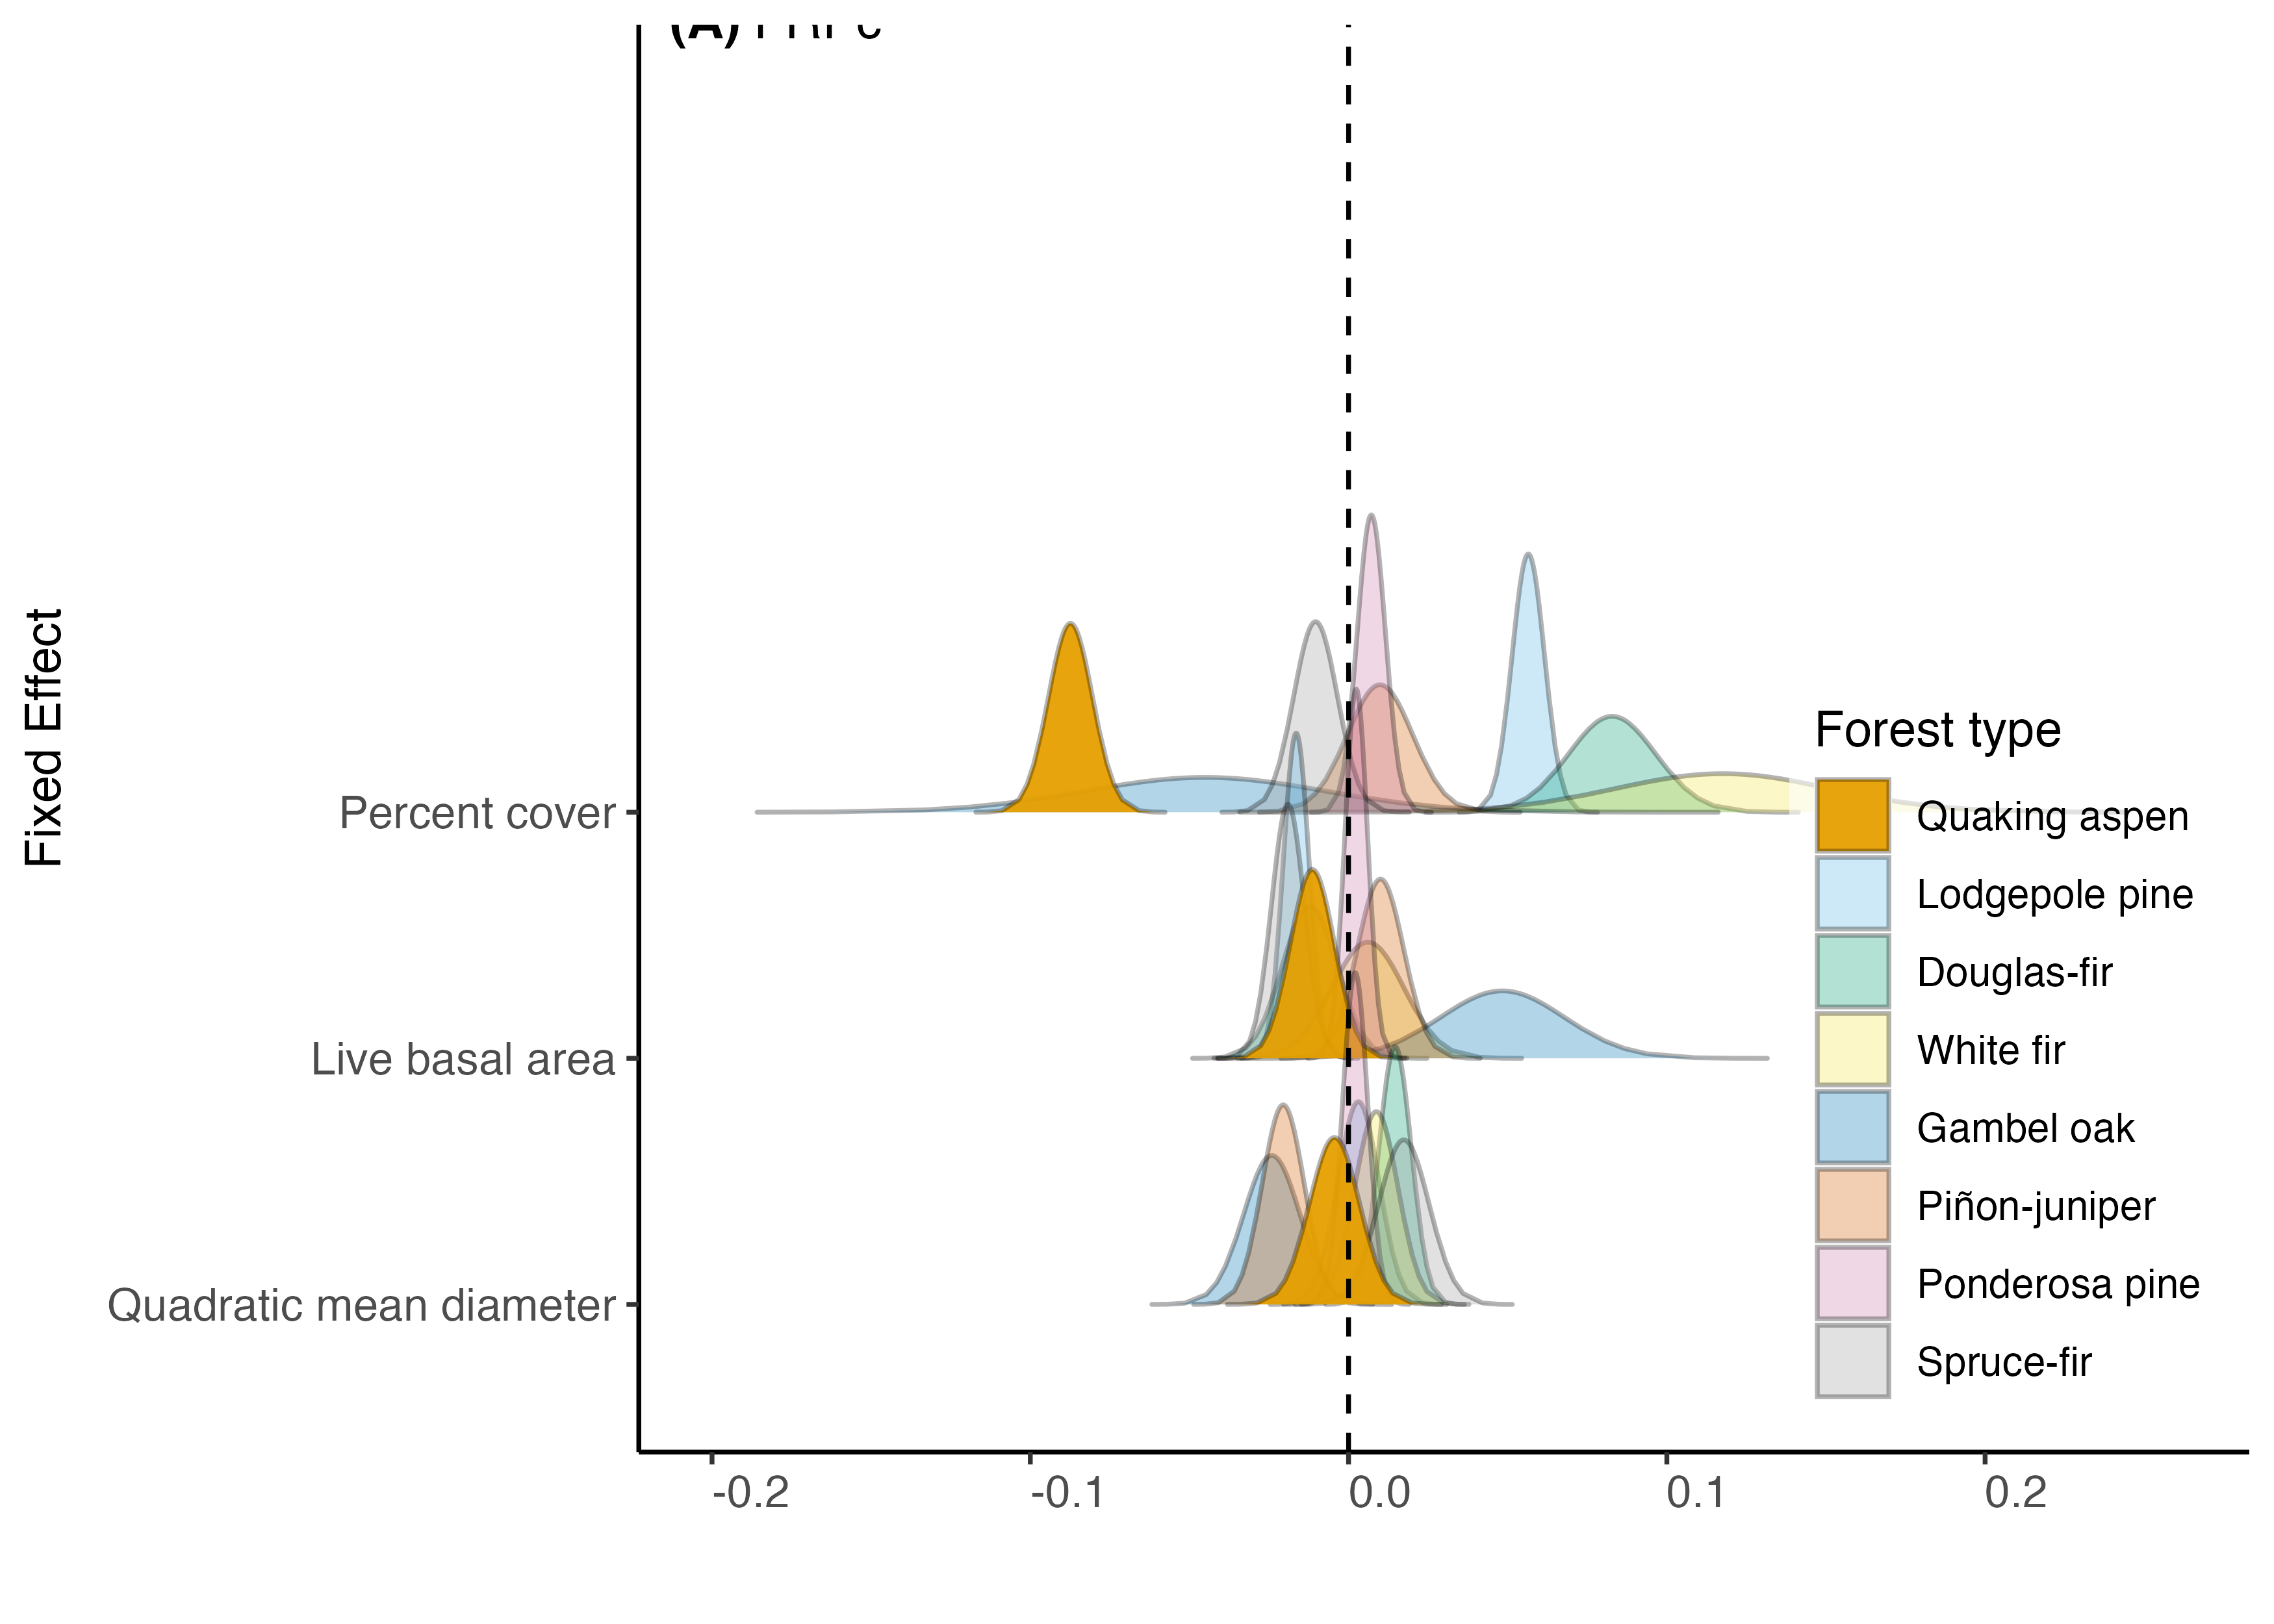 (A)
Fixed Effect
Percent cover
Live basal area
Quadratic mean diameter
Forest type
Quaking aspen
Lodgepole pine
Douglas-fir
White fir
Gambel oak
Piñon-juniper
Ponderosa pine
Spruce-fir
-0.2
-0.1
0.0
0.1
0.2